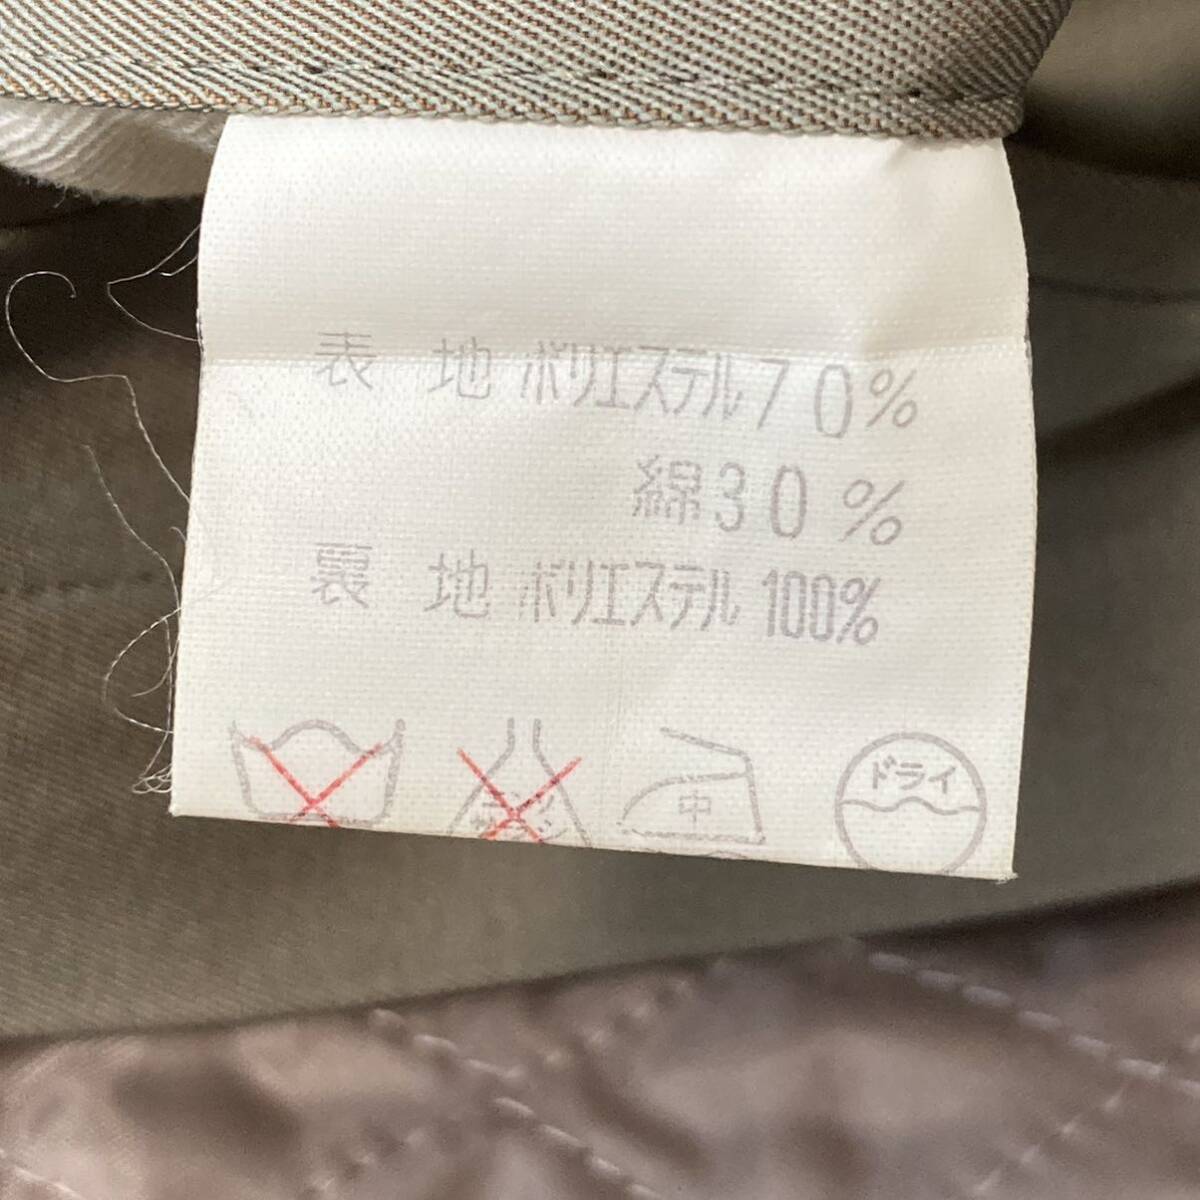 表 地 ポリエステル70%
綿30%
裏 地 ポリエステル100%
中 ドライ